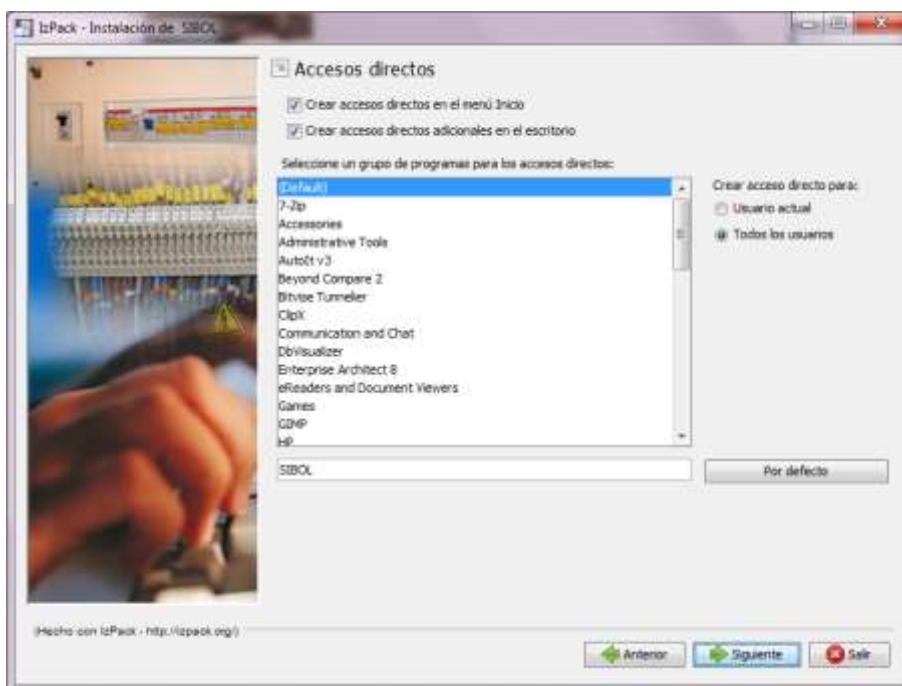 IzPack - Instalación de SIBOL
Accesos directos
Crear accesos directos en el menú Inicio
Crear accesos directos adicionales en el escritorio
Seleccione un grupo de programas para los accesos directos:
(Default)
7-Zip
Accessories
Administrative Tools
AutoIt v3
Beyond Compare 2
Bitvise Tunnelier
ClipX
Communication and Chat
DbVisualizer
Enterprise Architect 8
eReaders and Document Viewers
Games
GIMP
HP
Crear acceso directo para:
Usuario actual
Todos los usuarios
SIBOL
Por defecto
(Hecho con IzPack - http://izpack.org/)
Anterior
Siguiente
Salir